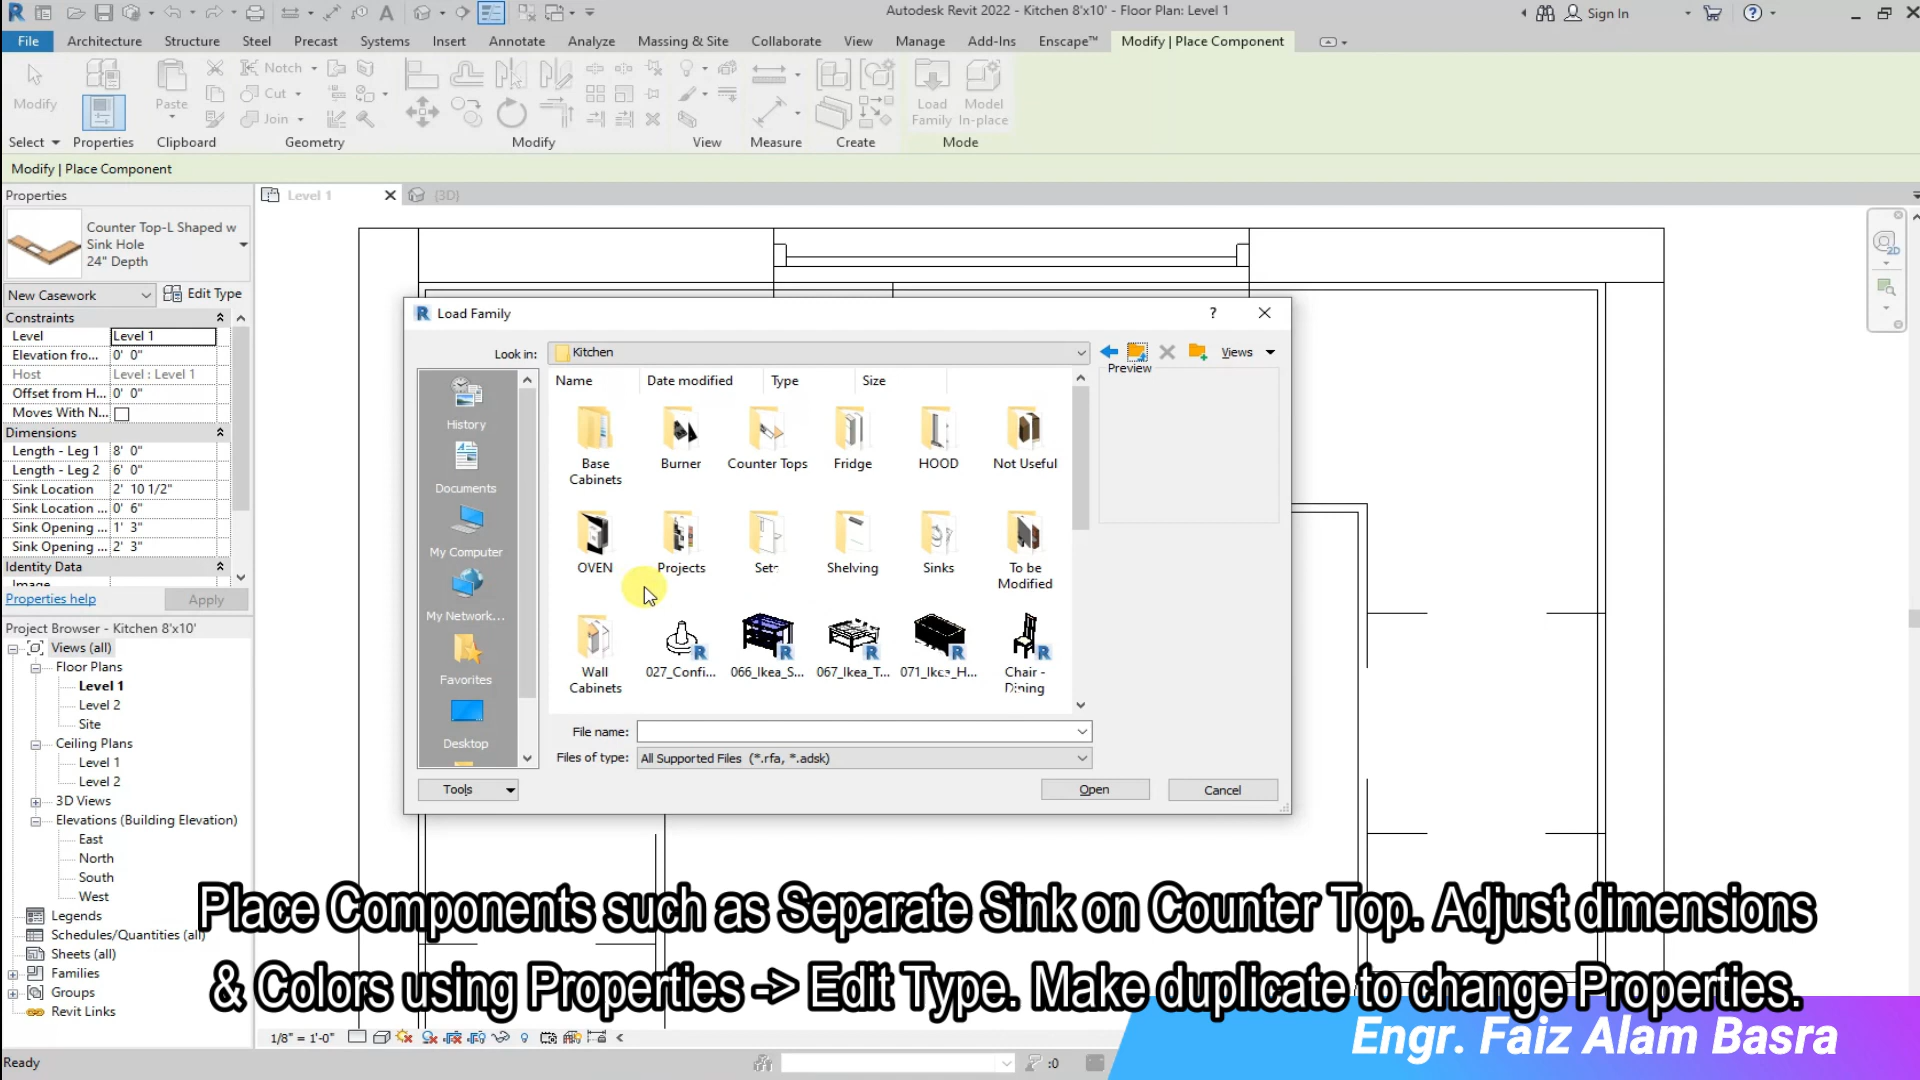 Autodesk Revit 2022 - Kitchen 8'x10' - Floor Plan: Level 1
Sign In
File Architecture Structure Steel Precast Systems Insert Annotate Analyze Massing & Site Collaborate View Manage Add-Ins Enscape™ Modify | Place Component
Modify
Paste
Notch
Cut
Join
Load Family
Model In-place
Select Properties Clipboard Geometry Modify View Measure Create Mode
Modify | Place Component
Properties
Level 1
{3D}
Counter Top-L Shaped w
Sink Hole
24" Depth
New Casework
Edit Type
Constraints
Level Level 1
Elevation fro... 0' 0"
Host Level : Level 1
Offset from H... 0' 0"
Moves With N...
Dimensions
Length - Leg 1 8' 0"
Length - Leg 2 6' 0"
Sink Location 2' 10 1/2"
Sink Location ... 0' 6"
Sink Opening ... 1' 3"
Sink Opening ... 2' 3"
Identity Data
Image
Properties help
Apply
Project Browser - Kitchen 8'x10'
Views (all)
Floor Plans
Level 1
Level 2
Site
Ceiling Plans
Level 1
Level 2
3D Views
Elevations (Building Elevation)
East
North
South
West
Legends
Schedules/Quantities (all)
Sheets (all)
Families
Groups
Revit Links
Load Family
Look in: Kitchen
Views
Preview
Name Date modified Type Size
History
Documents
My Computer
My Network...
Favorites
Desktop
Base Cabinets
Burner
Counter Tops
Fridge
HOOD
Not Useful
OVEN
Projects
Sets
Shelving
Sinks
To be Modified
Wall Cabinets
027_Confi...
066_Ikea_S...
067_Ikea_T...
071_Ikea_H...
Chair - Dining
File name:
Files of type: All Supported Files (*.rfa, *.adsk)
Tools
Open
Cancel
Place Components such as Separate Sink on Counter Top. Adjust dimensions
& Colors using Properties -> Edit Type. Make duplicate to change Properties.
Engr. Faiz Alam Basra
1/8" = 1'-0"
Ready
:0
2D